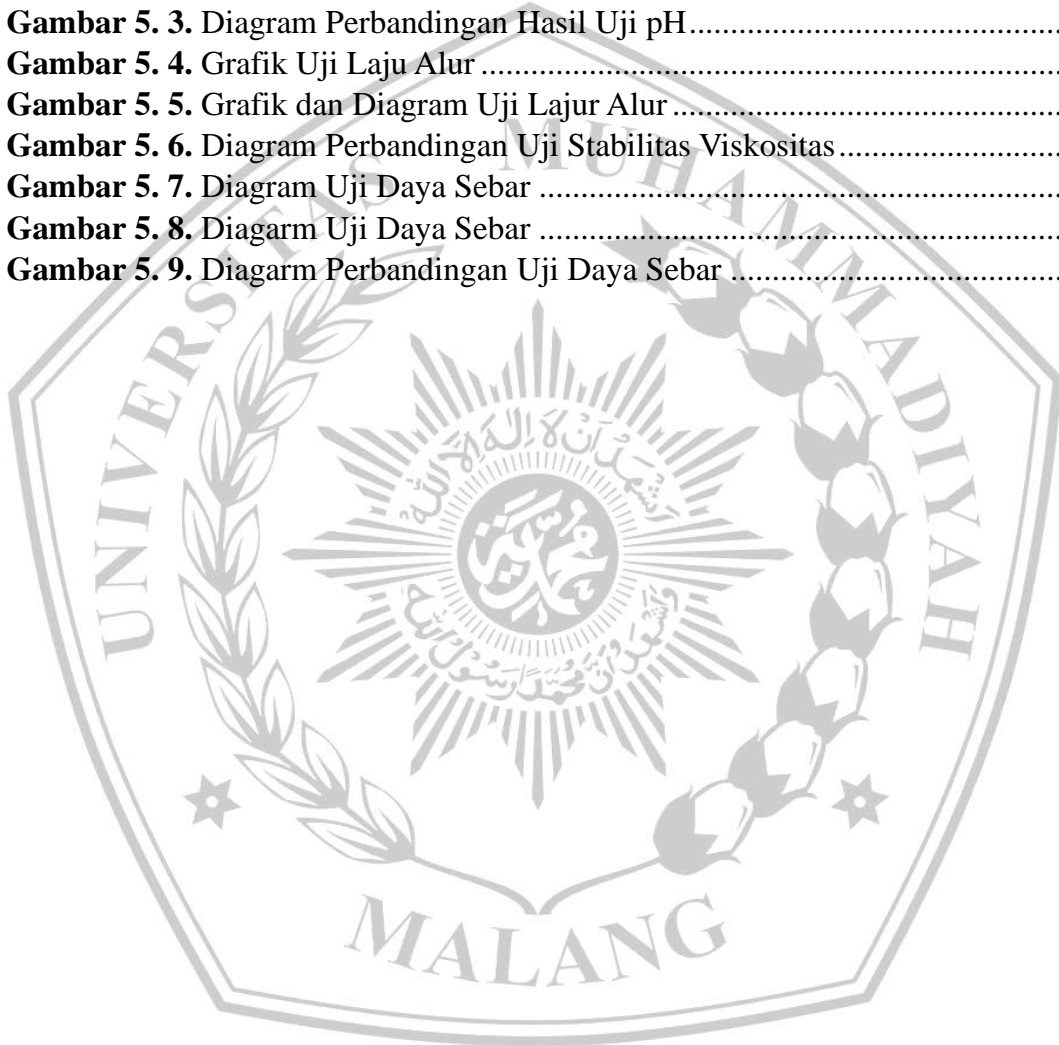 Gambar 5. 3. Diagram Perbandingan Hasil Uji pH..............................................
Gambar 5. 4. Grafik Uji Laju Alur.......................................................................
Gambar 5. 5. Grafik dan Diagram Uji Lajur Alur...............................................
Gambar 5. 6. Diagram Perbandingan Uji Stabilitas Viskositas...........................
Gambar 5. 7. Diagram Uji Daya Sebar................................................................
Gambar 5. 8. Diagarm Uji Daya Sebar................................................................
Gambar 5. 9. Diagarm Perbandingan Uji Daya Sebar.........................................
UNIVERSITAS MUHAMMADIYAH
MALANG